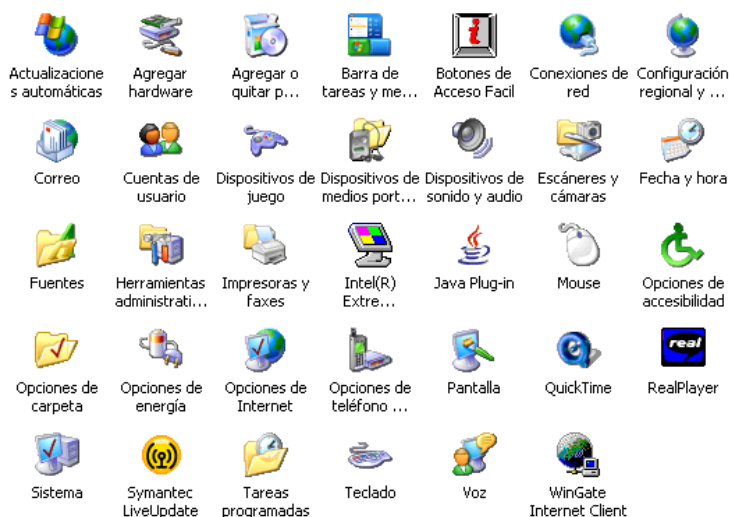 Actualizacione
s automáticas
Agregar
hardware
Agregar o
quitar p...
Barra de
tareas y me...
Botones de
Acceso Facil
Conexiones de
red
Configuración
regional y ...
Correo
Cuentas de
usuario
Dispositivos de
juego
Dispositivos de
medios port...
Dispositivos de
sonido y audio
Escáneres y
cámaras
Fecha y hora
Fuentes
Herramientas
administrati...
Impresoras y
faxes
Intel(R)
Extre...
Java Plug-in
Mouse
Opciones de
accesibilidad
Opciones de
carpeta
Opciones de
energía
Opciones de
Internet
Opciones de
teléfono ...
Pantalla
QuickTime
real
RealPlayer
Sistema
Symantec
LiveUpdate
Tareas
programadas
Teclado
Voz
WinGate
Internet Client